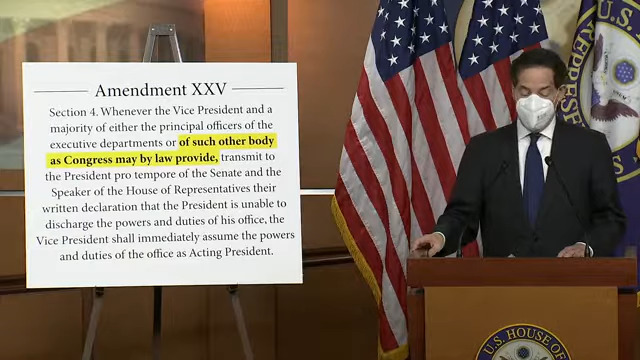 Amendment XXV
Section 4. Whenever the Vice President and a
majority of either the principal officers of the
executive departments or of such other body
as Congress may by law provide, transmit to
the President pro tempore of the Senate and the
Speaker of the House of Representatives their
written declaration that the President is unable to
discharge the powers and duties of his office, the
Vice President shall immediately assume the powers
and duties of the office as Acting President.
U.S. HOUSE OF